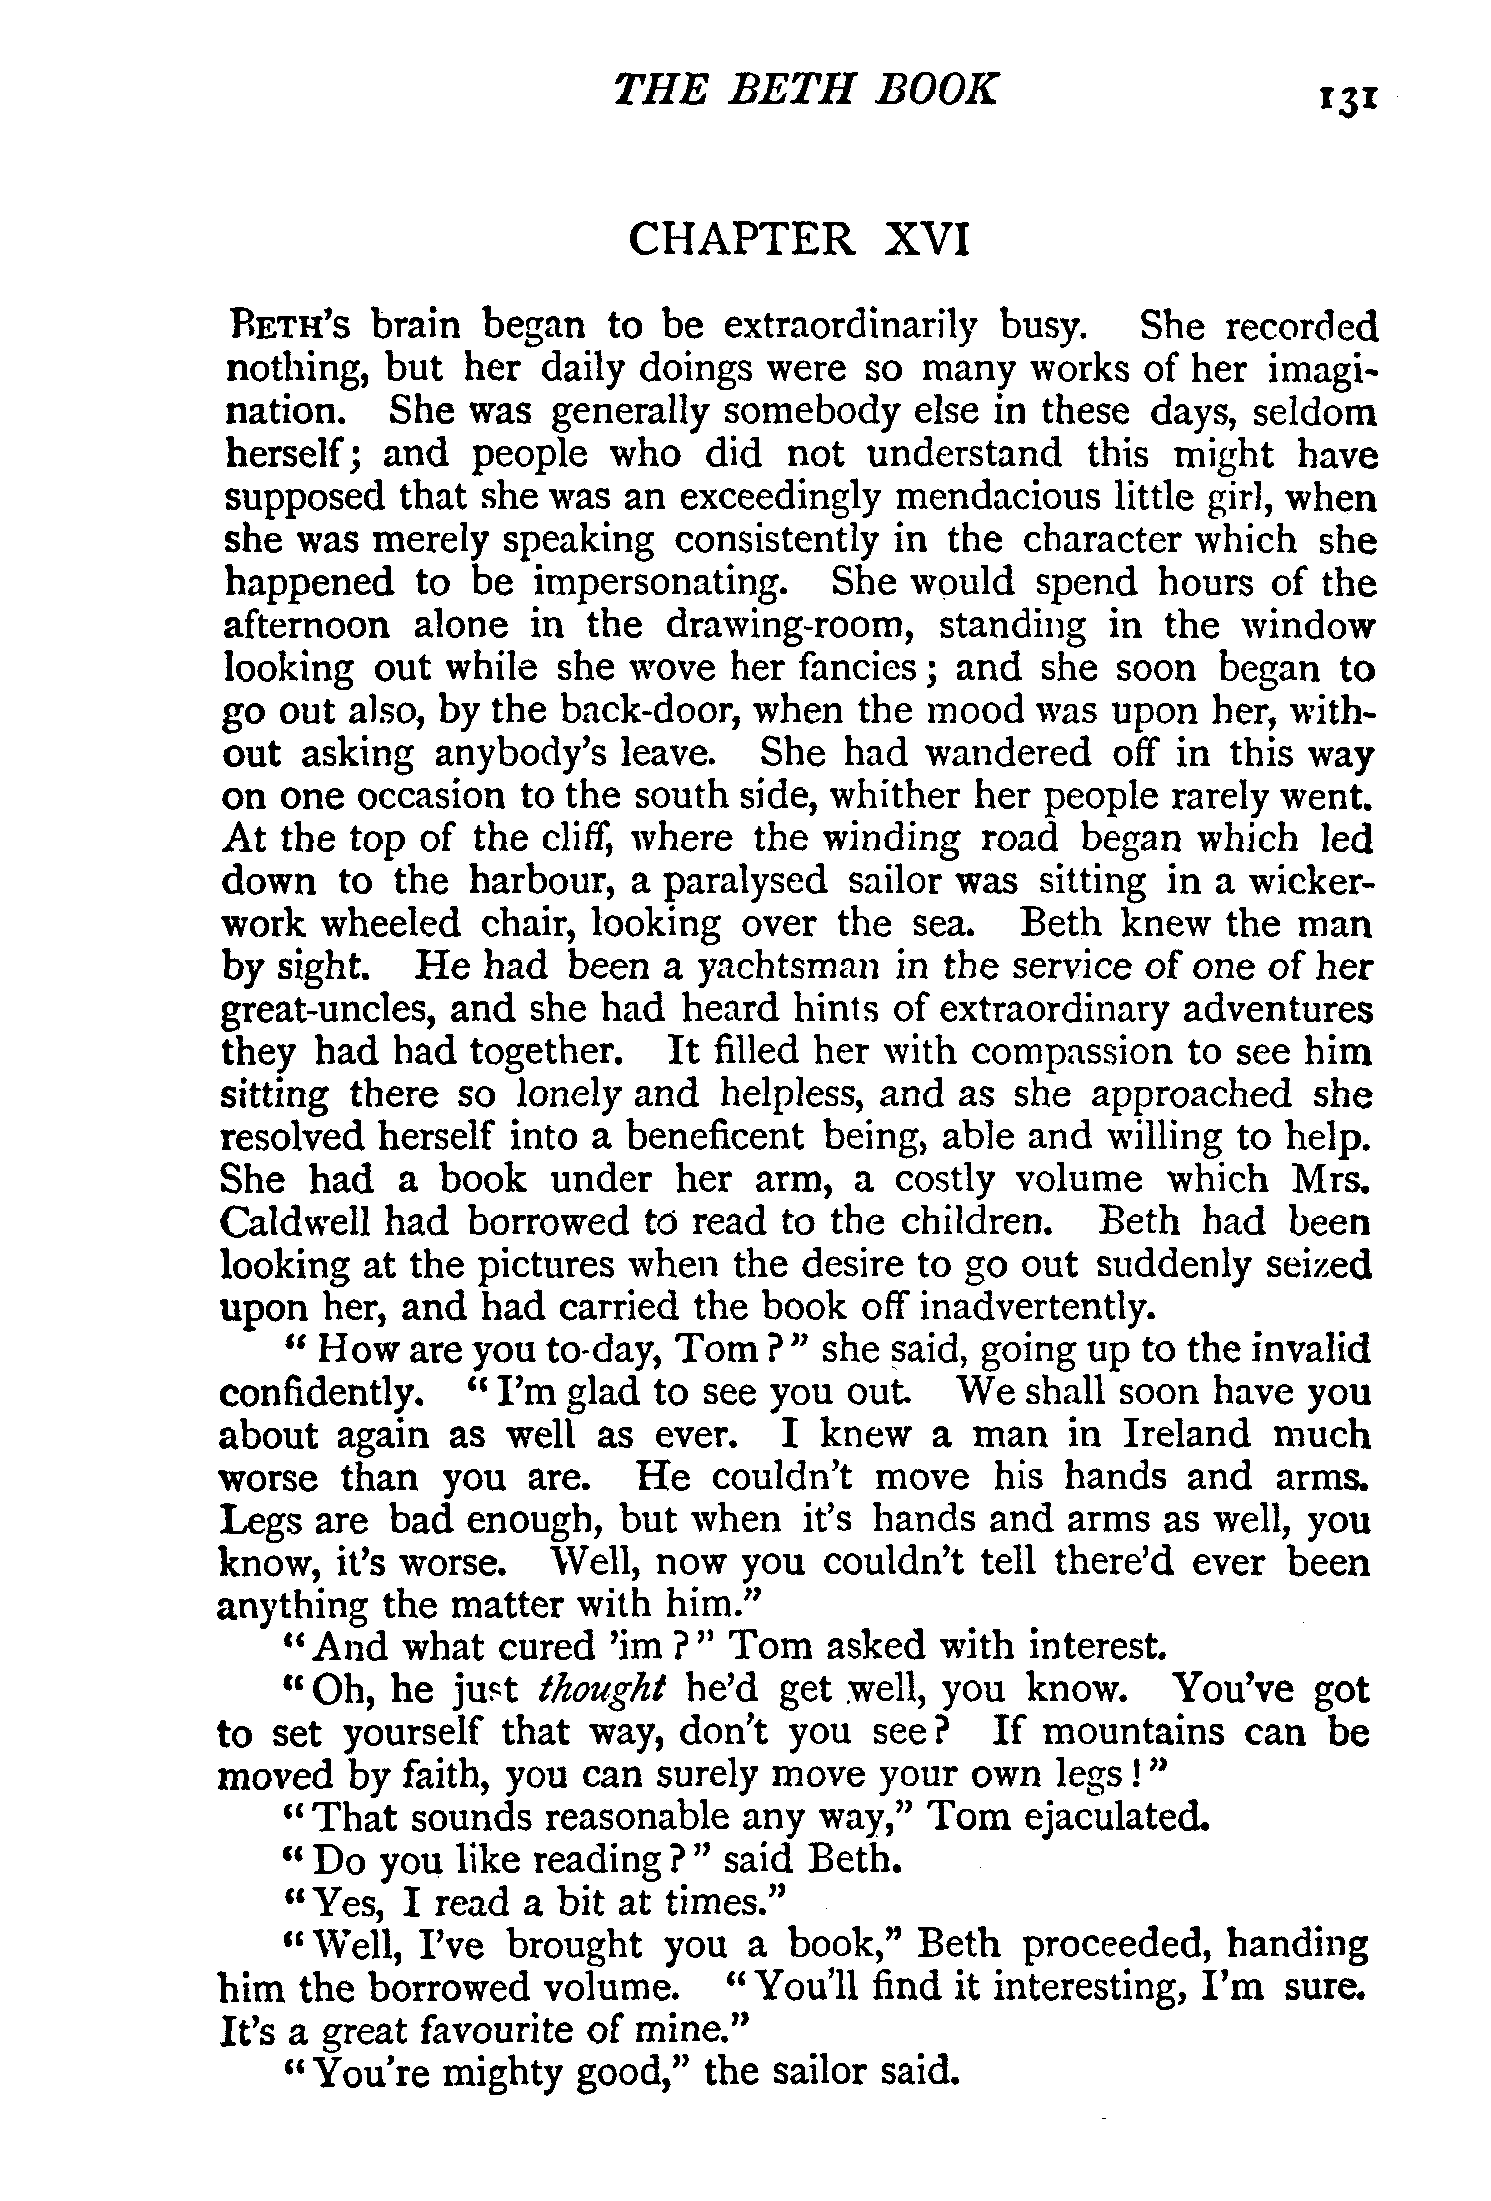 THE BETH BOOK 131
CHAPTER XVI
BETH'S brain began to be extraordinarily busy. She recorded
nothing, but her daily doings were so many works of her imagi-
nation. She was generally somebody else in these days, seldom
herself; and people who did not understand this might have
supposed that she was an exceedingly mendacious little girl, when
she was merely speaking consistently in the character which she
happened to be impersonating. She would spend hours of the
afternoon alone in the drawing-room, standing in the window
looking out while she wove her fancies; and she soon began to
go out also, by the back-door, when the mood was upon her, with-
out asking anybody's leave. She had wandered off in this way
on one occasion to the south side, whither her people rarely went.
At the top of the cliff, where the winding road began which led
down to the harbour, a paralysed sailor was sitting in a wicker-
work wheeled chair, looking over the sea. Beth knew the man
by sight. He had been a yachtsman in the service of one of her
great-uncles, and she had heard hints of extraordinary adventures
they had had together. It filled her with compassion to see him
sitting there so lonely and helpless, and as she approached she
resolved herself into a beneficent being, able and willing to help.
She had a book under her arm, a costly volume which Mrs.
Caldwell had borrowed to read to the children. Beth had been
looking at the pictures when the desire to go out suddenly seized
upon her, and had carried the book off inadvertently.
"How are you to-day, Tom?" she said, going up to the invalid
confidently. "I'm glad to see you out. We shall soon have you
about again as well as ever. I knew a man in Ireland much
worse than you are. He couldn't move his hands and arms.
Legs are bad enough, but when it's hands and arms as well, you
know, it's worse. Well, now you couldn't tell there'd ever been
anything the matter with him."
"And what cured 'im?" Tom asked with interest.
"Oh, he just thought he'd get well, you know. You've got
to set yourself that way, don't you see? If mountains can be
moved by faith, you can surely move your own legs!"
"That sounds reasonable any way," Tom ejaculated.
"Do you like reading?" said Beth.
"Yes, I read a bit at times."
"Well, I've brought you a book," Beth proceeded, handing
him the borrowed volume. "You'll find it interesting, I'm sure.
It's a great favourite of mine."
"You're mighty good," the sailor said.